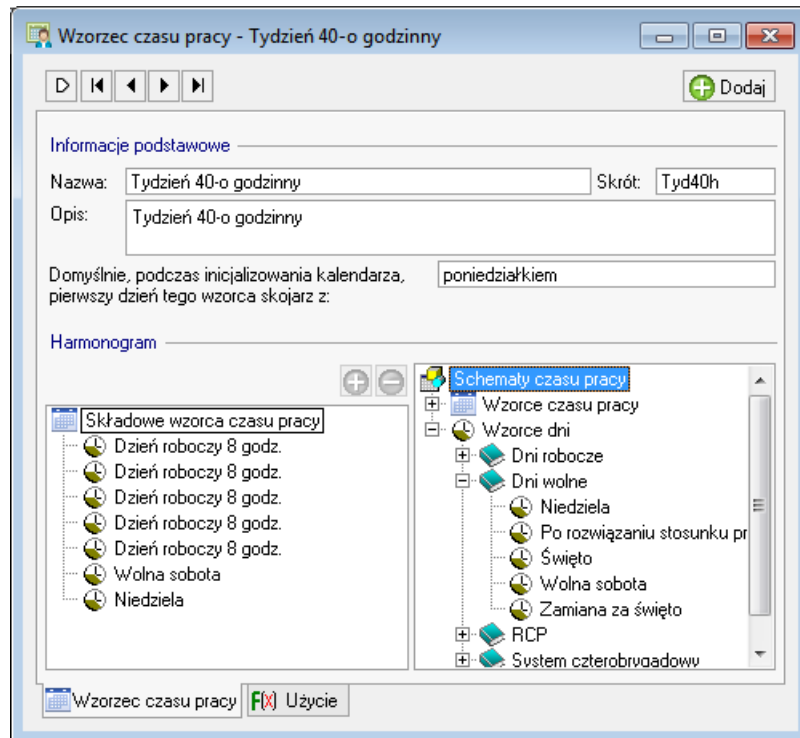 Wzorzec czasu pracy - Tydzień 40-o godzinny
Dodaj
Informacje podstawowe
Nazwa: Tydzień 40-o godzinny Skrót: Tyd40h
Opis: Tydzień 40-o godzinny
Domyślnie, podczas inicjalizowania kalendarza, poniedziałkiem
pierwszy dzień tego wzorca skojarz z:
Harmonogram
Składowe wzorca czasu pracy
Dzień roboczy 8 godz.
Dzień roboczy 8 godz.
Dzień roboczy 8 godz.
Dzień roboczy 8 godz.
Dzień roboczy 8 godz.
Wolna sobota
Niedziela
Schematy czasu pracy
Wzorce czasu pracy
Wzorce dni
Dni robocze
Dni wolne
Niedziela
Po rozwiązaniu stosunku pr
Święto
Wolna sobota
Zamiana za święto
RCP
System czterobrygadowy
Wzorzec czasu pracy F(X) Użycie